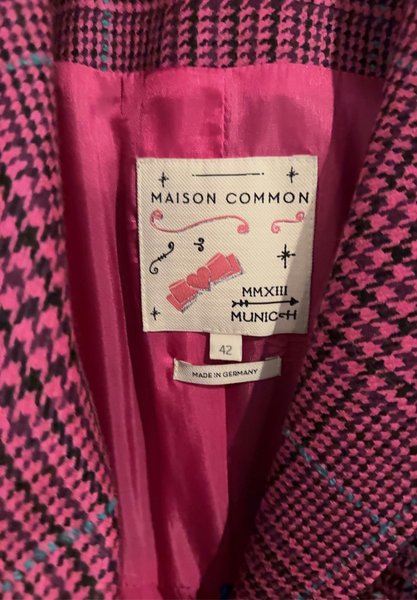 MAISON COMMON
MMXIII
MUNICH
42
MADE IN GERMANY